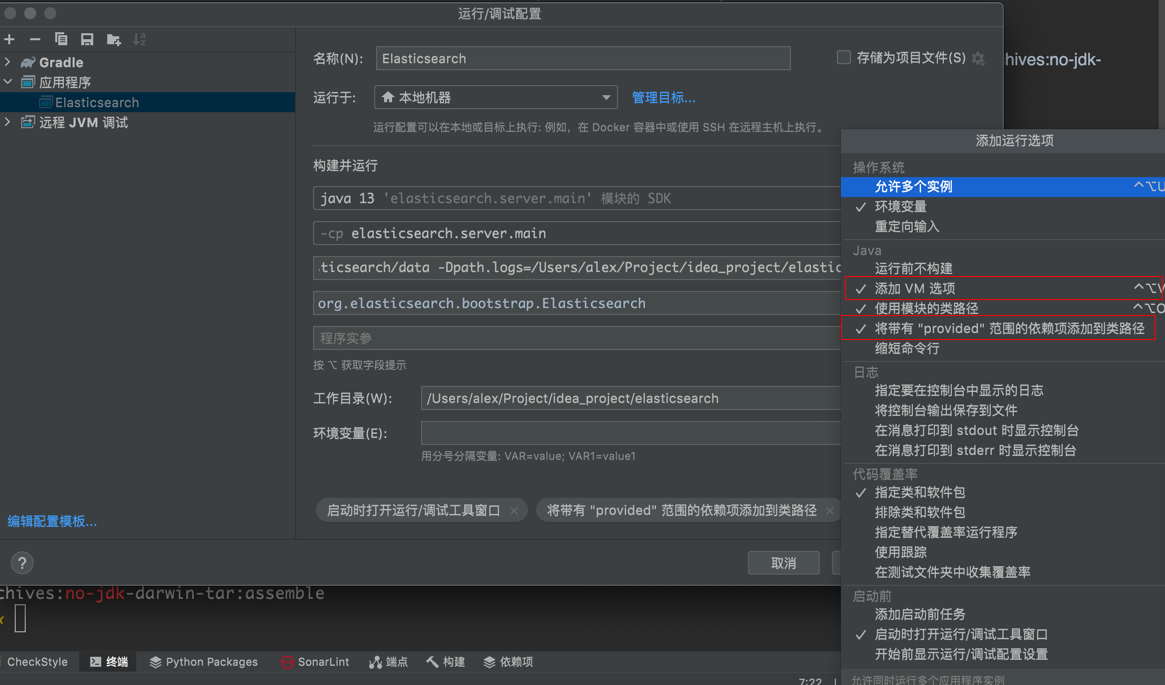 运行/调试配置
Gradle
应用程序
Elasticsearch
远程 JVM 调试
编辑配置模板...
名称(N):
Elasticsearch
存储为项目文件(S)
运行于:
本地机器
管理目标...
运行配置可以在本地或目标上执行: 例如，在 Docker 容器中或使用 SSH 在远程主机上执行。
构建并运行
java 13 'elasticsearch.server.main' 模块的 SDK
-cp elasticsearch.server.main
ticsearch/data -Dpath.logs=/Users/alex/Project/idea_project/elastic
org.elasticsearch.bootstrap.Elasticsearch
程序实参
按 ⌥ 获取字段提示
工作目录(W):
/Users/alex/Project/idea_project/elasticsearch
环境变量(E):
用分号分隔变量: VAR=value; VAR1=value1
启动时打开运行/调试工具窗口 ×
将带有 "provided" 范围的依赖项添加到类路径 ×
?
取消
hives:no-jdk-
添加运行选项
操作系统
允许多个实例 ^⌥U
✓ 环境变量
重定向输入
Java
运行前不构建
✓ 添加 VM 选项 ^⌥V
✓ 使用模块的类路径 ^⌥O
✓ 将带有 "provided" 范围的依赖项添加到类路径
缩短命令行
日志
指定要在控制台中显示的日志
将控制台输出保存到文件
在消息打印到 stdout 时显示控制台
在消息打印到 stderr 时显示控制台
代码覆盖率
✓ 指定类和软件包
排除类和软件包
指定替代覆盖率运行程序
使用跟踪
在测试文件夹中收集覆盖率
启动前
添加启动前任务
✓ 启动时打开运行/调试工具窗口
开始前显示运行/调试配置设置
允许同时运行多个应用程序实例
chives:no-jdk-darwin-tar:assemble
CheckStyle
终端
Python Packages
SonarLint
端点
构建
依赖项
7:22